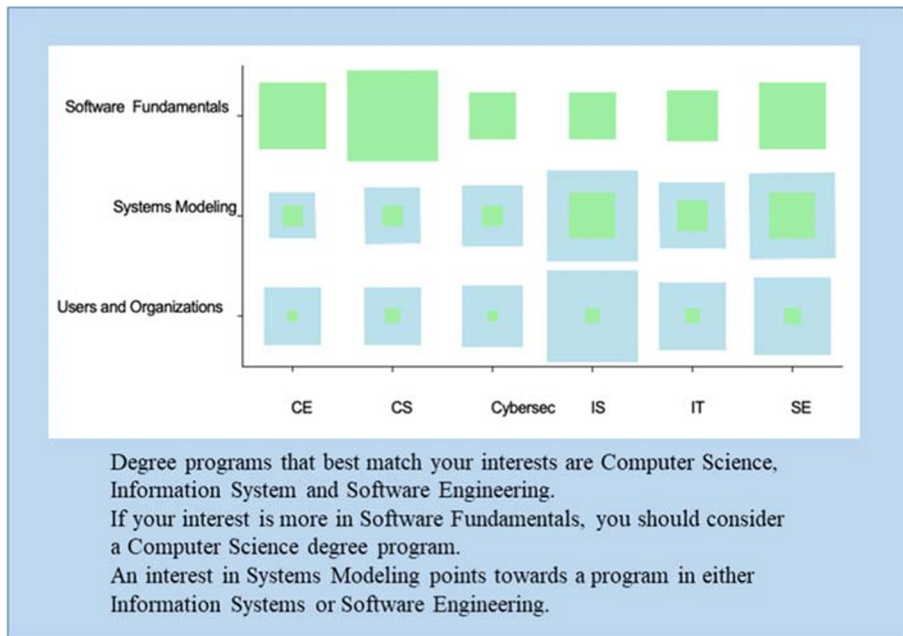 Software Fundamentals
Systems Modeling
Users and Organizations
CE CS Cybersec IS IT SE
Degree programs that best match your interests are Computer Science,
Information System and Software Engineering.
If your interest is more in Software Fundamentals, you should consider
a Computer Science degree program.
An interest in Systems Modeling points towards a program in either
Information Systems or Software Engineering.